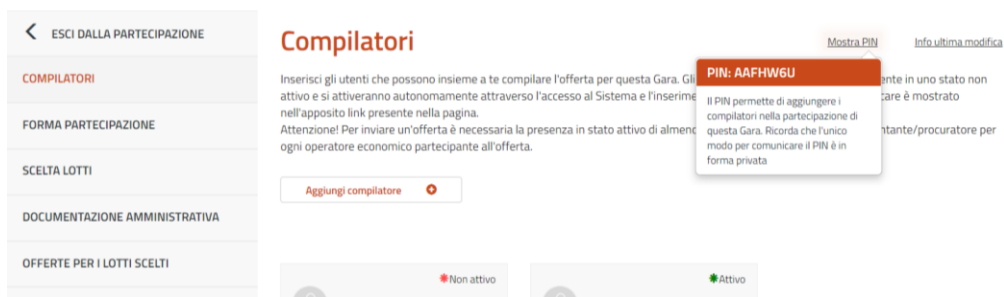 ESCI DALLA PARTECIPAZIONE
COMPILATORI
FORMA PARTECIPAZIONE
SCELTA LOTTI
DOCUMENTAZIONE AMMINISTRATIVA
OFFERTE PER I LOTTI SCELTI
Compilatori
Mostra PIN
Info ultima modifica
Inserisci gli utenti che possono insieme a te compilare l'offerta per questa Gara. Gli
ente in uno stato non
attivo e si attiveranno autonomamente attraverso l'accesso al Sistema e l'inserime
care è mostrato
nell'apposito link presente nella pagina.
Attenzione! Per inviare un'offerta è necessaria la presenza in stato attivo di almeno
ntante/procuratore per
ogni operatore economico partecipante all'offerta.
PIN: AAFHW6U
Il PIN permette di aggiungere i
compilatori nella partecipazione di
questa Gara. Ricorda che l'unico
modo per comunicare il PIN è in
forma privata
Aggiungi compilatore
Non attivo
Attivo